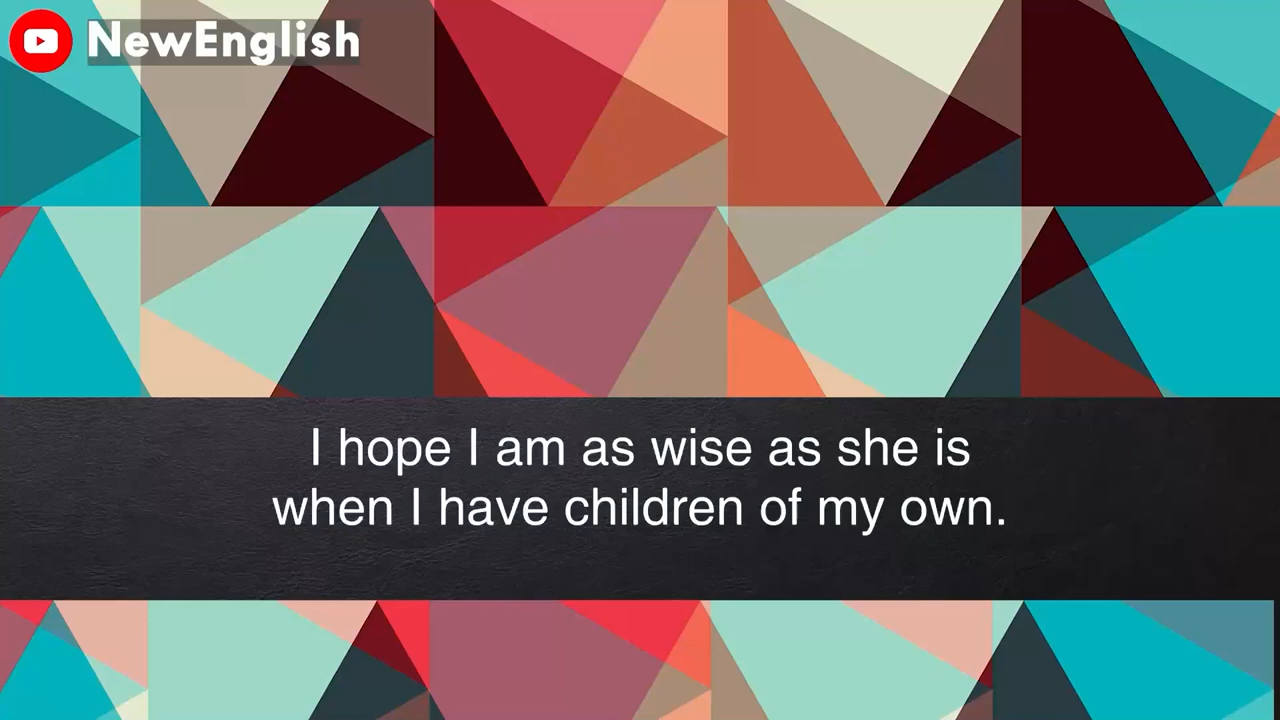 NewEnglish
I hope I am as wise as she is
when I have children of my own.